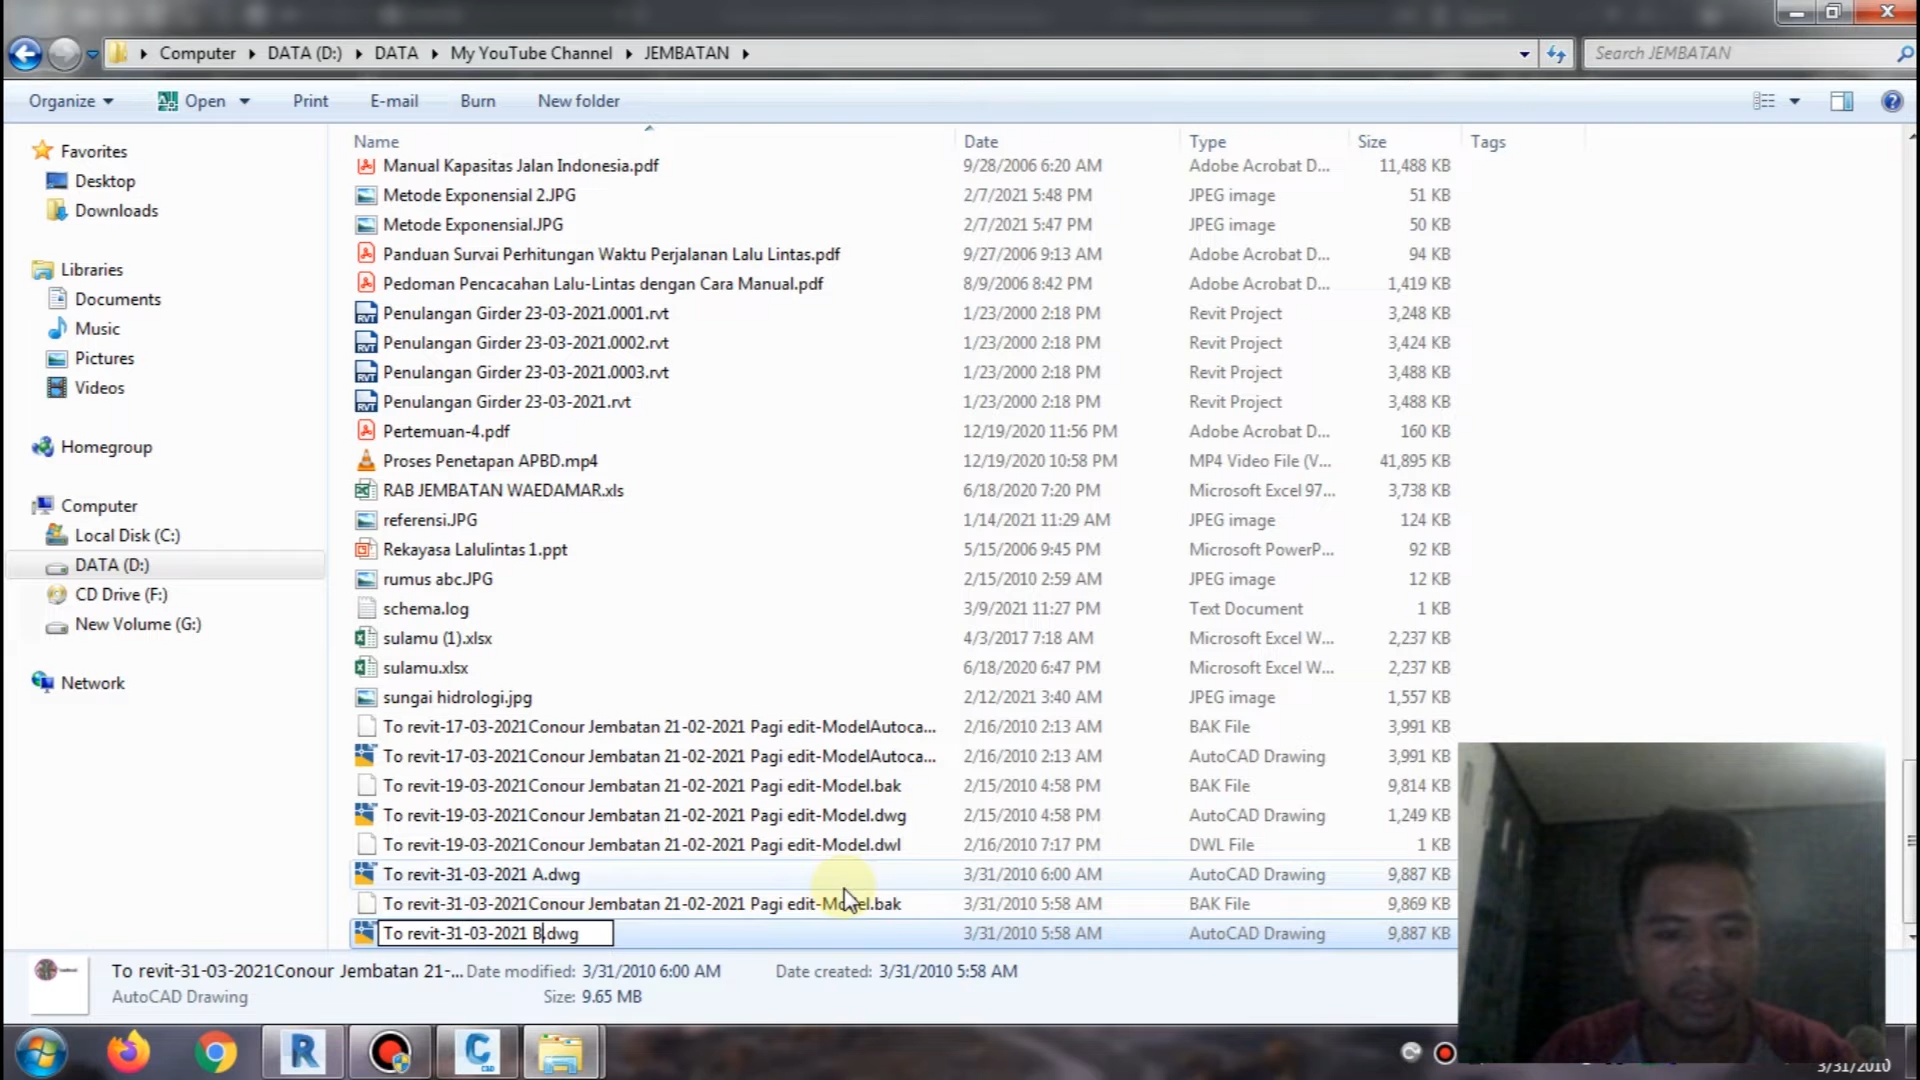 Computer DATA (D:) DATA My YouTube Channel JEMBATAN Search JEMBATAN
Organize Open Print E-mail Burn New folder
Name Date Type Size Tags
Favorites
Desktop
Downloads
Libraries
Documents
Music
Pictures
Videos
Homegroup
Computer
Local Disk (C:)
DATA (D:)
CD Drive (F:)
New Volume (G:)
Network
Manual Kapasitas Jalan Indonesia.pdf 9/28/2006 6:20 AM Adobe Acrobat D... 11,488 KB
Metode Exponensial 2.JPG 2/7/2021 5:48 PM JPEG image 51 KB
Metode Exponensial.JPG 2/7/2021 5:47 PM JPEG image 50 KB
Panduan Survai Perhitungan Waktu Perjalanan Lalu Lintas.pdf 9/27/2006 9:13 AM Adobe Acrobat D... 94 KB
Pedoman Pencacahan Lalu-Lintas dengan Cara Manual.pdf 8/9/2006 8:42 PM Adobe Acrobat D... 1,419 KB
Penulangan Girder 23-03-2021.0001.rvt 1/23/2000 2:18 PM Revit Project 3,248 KB
Penulangan Girder 23-03-2021.0002.rvt 1/23/2000 2:18 PM Revit Project 3,424 KB
Penulangan Girder 23-03-2021.0003.rvt 1/23/2000 2:18 PM Revit Project 3,488 KB
Penulangan Girder 23-03-2021.rvt 1/23/2000 2:18 PM Revit Project 3,488 KB
Pertemuan-4.pdf 12/19/2020 11:56 PM Adobe Acrobat D... 160 KB
Proses Penetapan APBD.mp4 12/19/2020 10:58 PM MP4 Video File (V... 41,895 KB
RAB JEMBATAN WAEDAMAR.xls 6/18/2020 7:20 PM Microsoft Excel 97... 3,738 KB
referensi.JPG 1/14/2021 11:29 AM JPEG image 124 KB
Rekayasa Lalulintas 1.ppt 5/15/2006 9:45 PM Microsoft PowerP... 92 KB
rumus abc.JPG 2/15/2010 2:59 AM JPEG image 12 KB
schema.log 3/9/2021 11:27 PM Text Document 1 KB
sulamu (1).xlsx 4/3/2017 7:18 AM Microsoft Excel W... 2,237 KB
sulamu.xlsx 6/18/2020 6:47 PM Microsoft Excel W... 2,237 KB
sungai hidrologi.jpg 2/12/2021 3:40 AM JPEG image 1,557 KB
To revit-17-03-2021Conour Jembatan 21-02-2021 Pagi edit-ModelAutoca... 2/16/2010 2:13 AM BAK File 3,991 KB
To revit-17-03-2021Conour Jembatan 21-02-2021 Pagi edit-ModelAutoca... 2/16/2010 2:13 AM AutoCAD Drawing 3,991 KB
To revit-19-03-2021Conour Jembatan 21-02-2021 Pagi edit-Model.bak 2/15/2010 4:58 PM BAK File 9,814 KB
To revit-19-03-2021Conour Jembatan 21-02-2021 Pagi edit-Model.dwg 2/15/2010 4:58 PM AutoCAD Drawing 1,249 KB
To revit-19-03-2021Conour Jembatan 21-02-2021 Pagi edit-Model.dwl 2/16/2010 7:17 PM DWL File 1 KB
To revit-31-03-2021 A.dwg 3/31/2010 6:00 AM AutoCAD Drawing 9,887 KB
To revit-31-03-2021Conour Jembatan 21-02-2021 Pagi edit-Model.bak 3/31/2010 5:58 AM BAK File 9,869 KB
To revit-31-03-2021 B.dwg 3/31/2010 5:58 AM AutoCAD Drawing 9,887 KB
To revit-31-03-2021Conour Jembatan 21-... Date modified: 3/31/2010 6:00 AM Date created: 3/31/2010 5:58 AM
AutoCAD Drawing Size: 9.65 MB
R C
CAD
3/31/2010